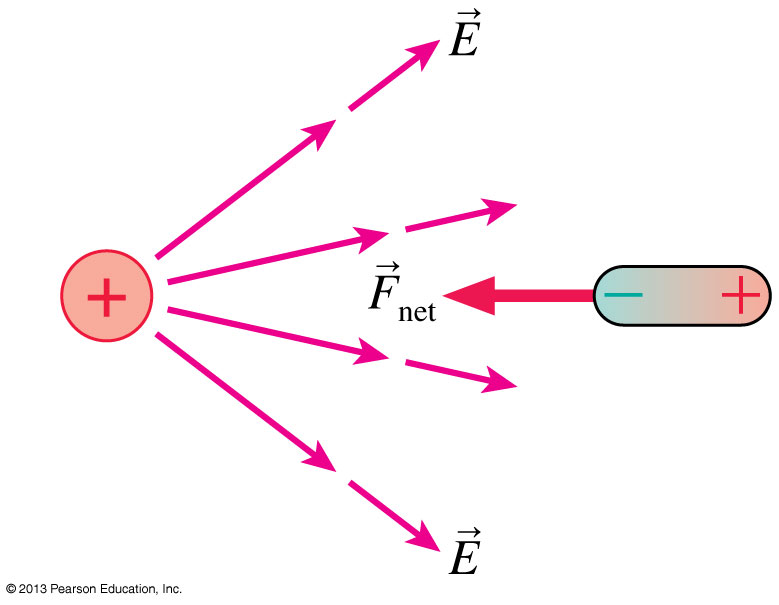 E
+
F net
− +
E
© 2013 Pearson Education, Inc.